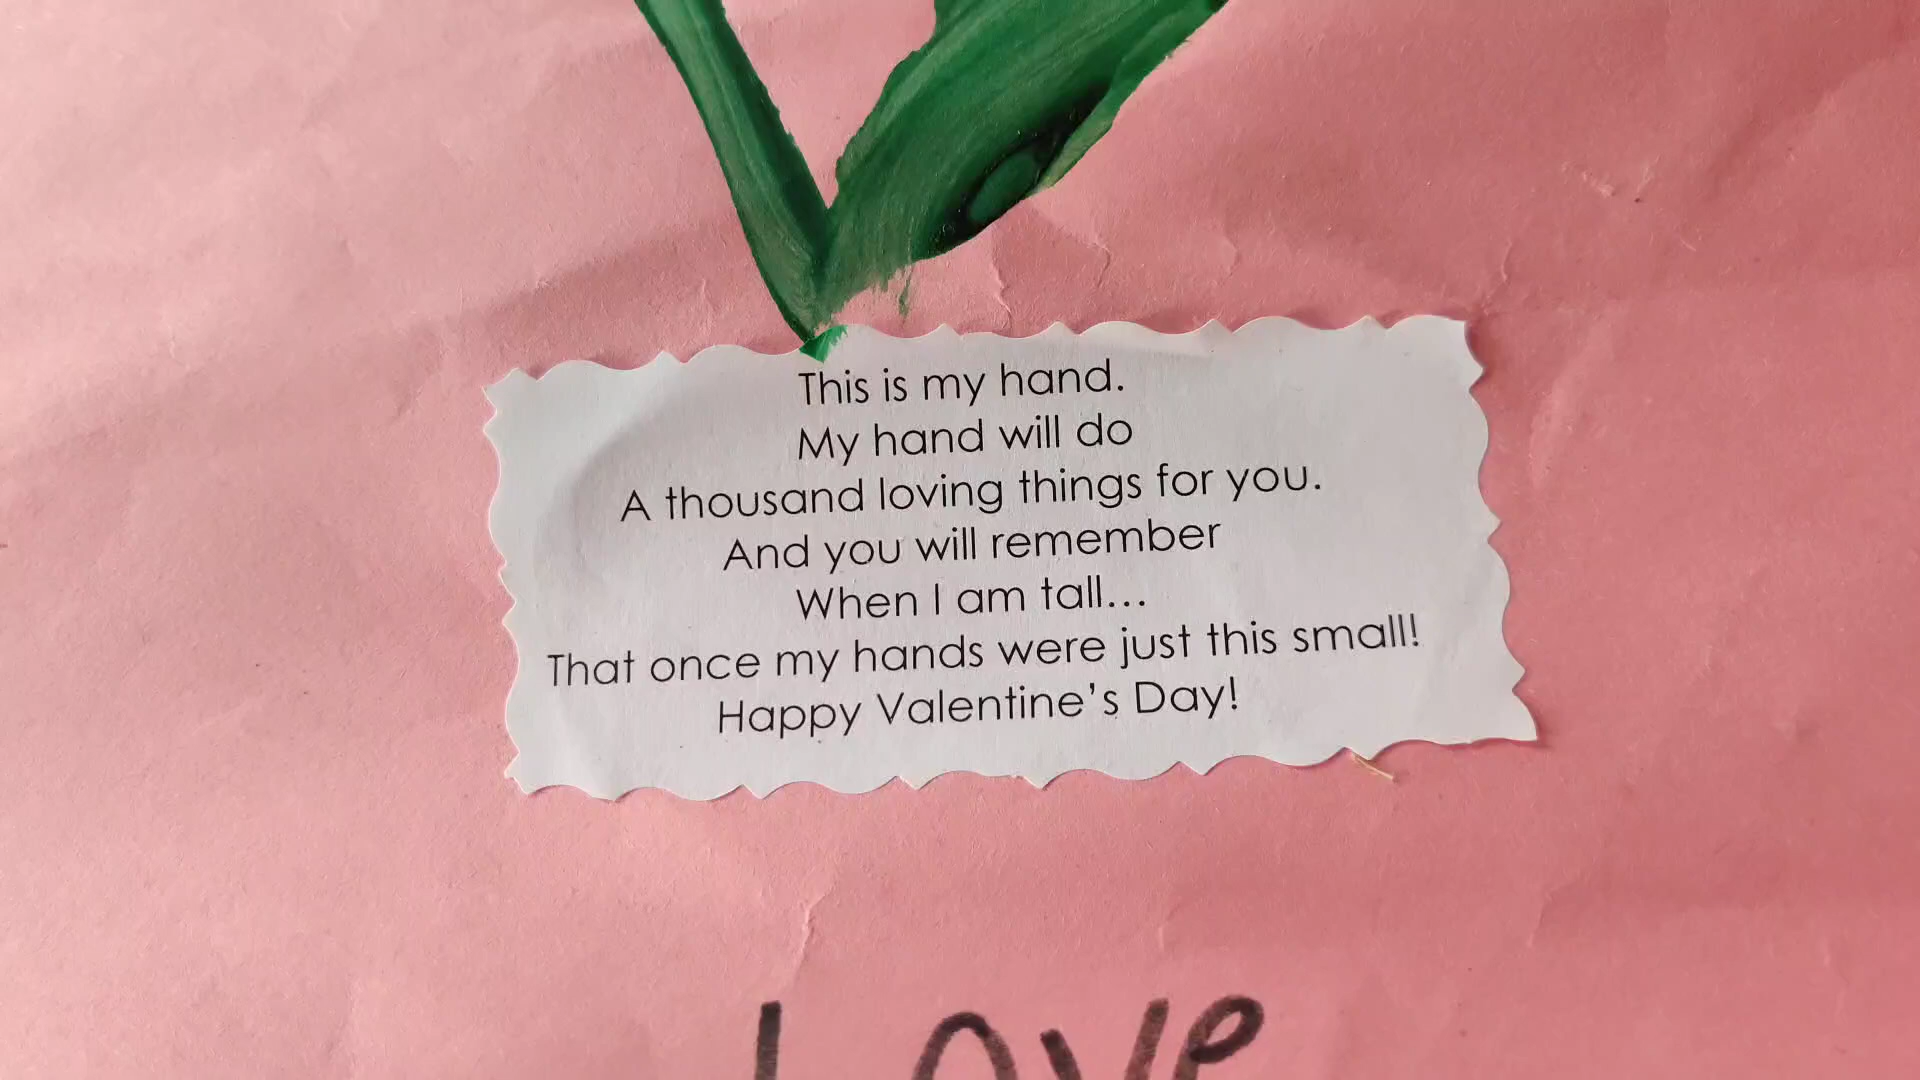 This is my hand.
My hand will do
A thousand loving things for you.
And you will remember
When I am tall...
That once my hands were just this small!
Happy Valentine's Day!
Love